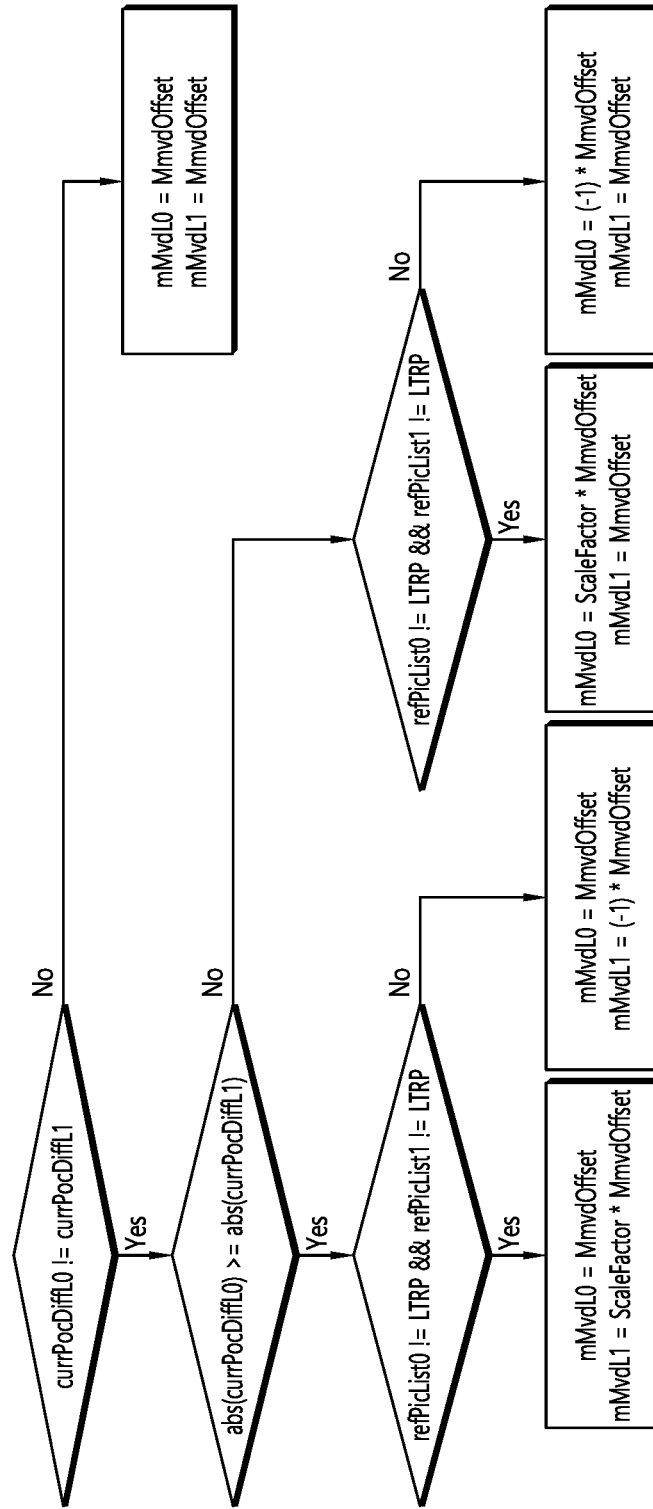 currPocDiffL0 != currPocDiffL1
No
mMvdL0 = MmvdOffset
mMvdL1 = MmvdOffset
Yes
abs(currPocDiffL0) >= abs(currPocDiffL1)
No
Yes
refPicList0 != LTRP && refPicList1 != LTRP
No
refPicList0 != LTRP && refPicList1 != LTRP
No
Yes
Yes
mMvdL0 = MmvdOffset
mMvdL1 = ScaleFactor * MmvdOffset
mMvdL0 = MmvdOffset
mMvdL1 = (-1) * MmvdOffset
mMvdL0 = ScaleFactor * MmvdOffset
mMvdL1 = MmvdOffset
mMvdL0 = (-1) * MmvdOffset
mMvdL1 = MmvdOffset